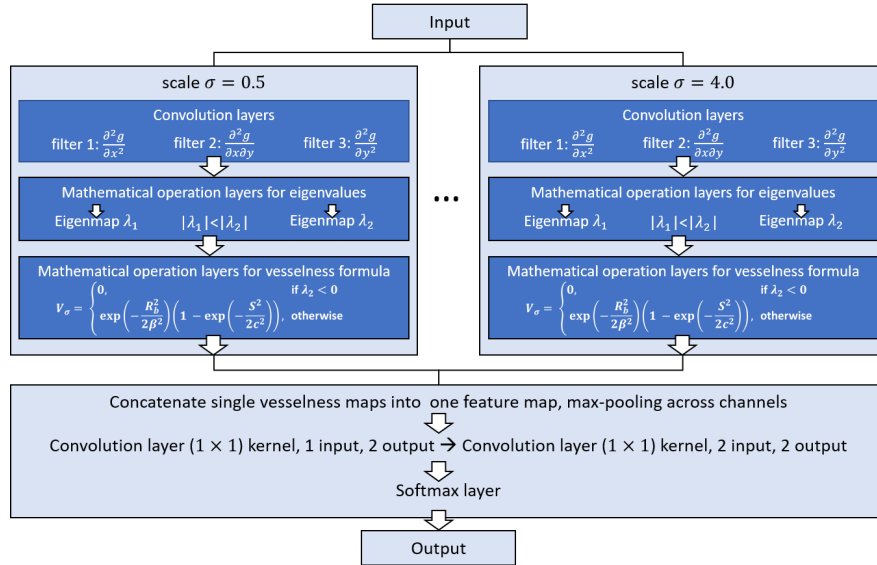 Input
scale σ = 0.5
Convolution layers
filter 1: ∂²g/∂x² filter 2: ∂²g/∂x∂y filter 3: ∂²g/∂y²
Mathematical operation layers for eigenvalues
Eigenmap λ₁ |λ₁|<|λ₂| Eigenmap λ₂
Mathematical operation layers for vesselness formula
V_σ = { 0, if λ₂ < 0
exp(−R_b²/2β²)(1 − exp(−S²/2c²)), otherwise
...
scale σ = 4.0
Convolution layers
filter 1: ∂²g/∂x² filter 2: ∂²g/∂x∂y filter 3: ∂²g/∂y²
Mathematical operation layers for eigenvalues
Eigenmap λ₁ |λ₁|<|λ₂| Eigenmap λ₂
Mathematical operation layers for vesselness formula
V_σ = { 0, if λ₂ < 0
exp(−R_b²/2β²)(1 − exp(−S²/2c²)), otherwise
Concatenate single vesselness maps into one feature map, max-pooling across channels
Convolution layer (1 × 1) kernel, 1 input, 2 output → Convolution layer (1 × 1) kernel, 2 input, 2 output
Softmax layer
Output